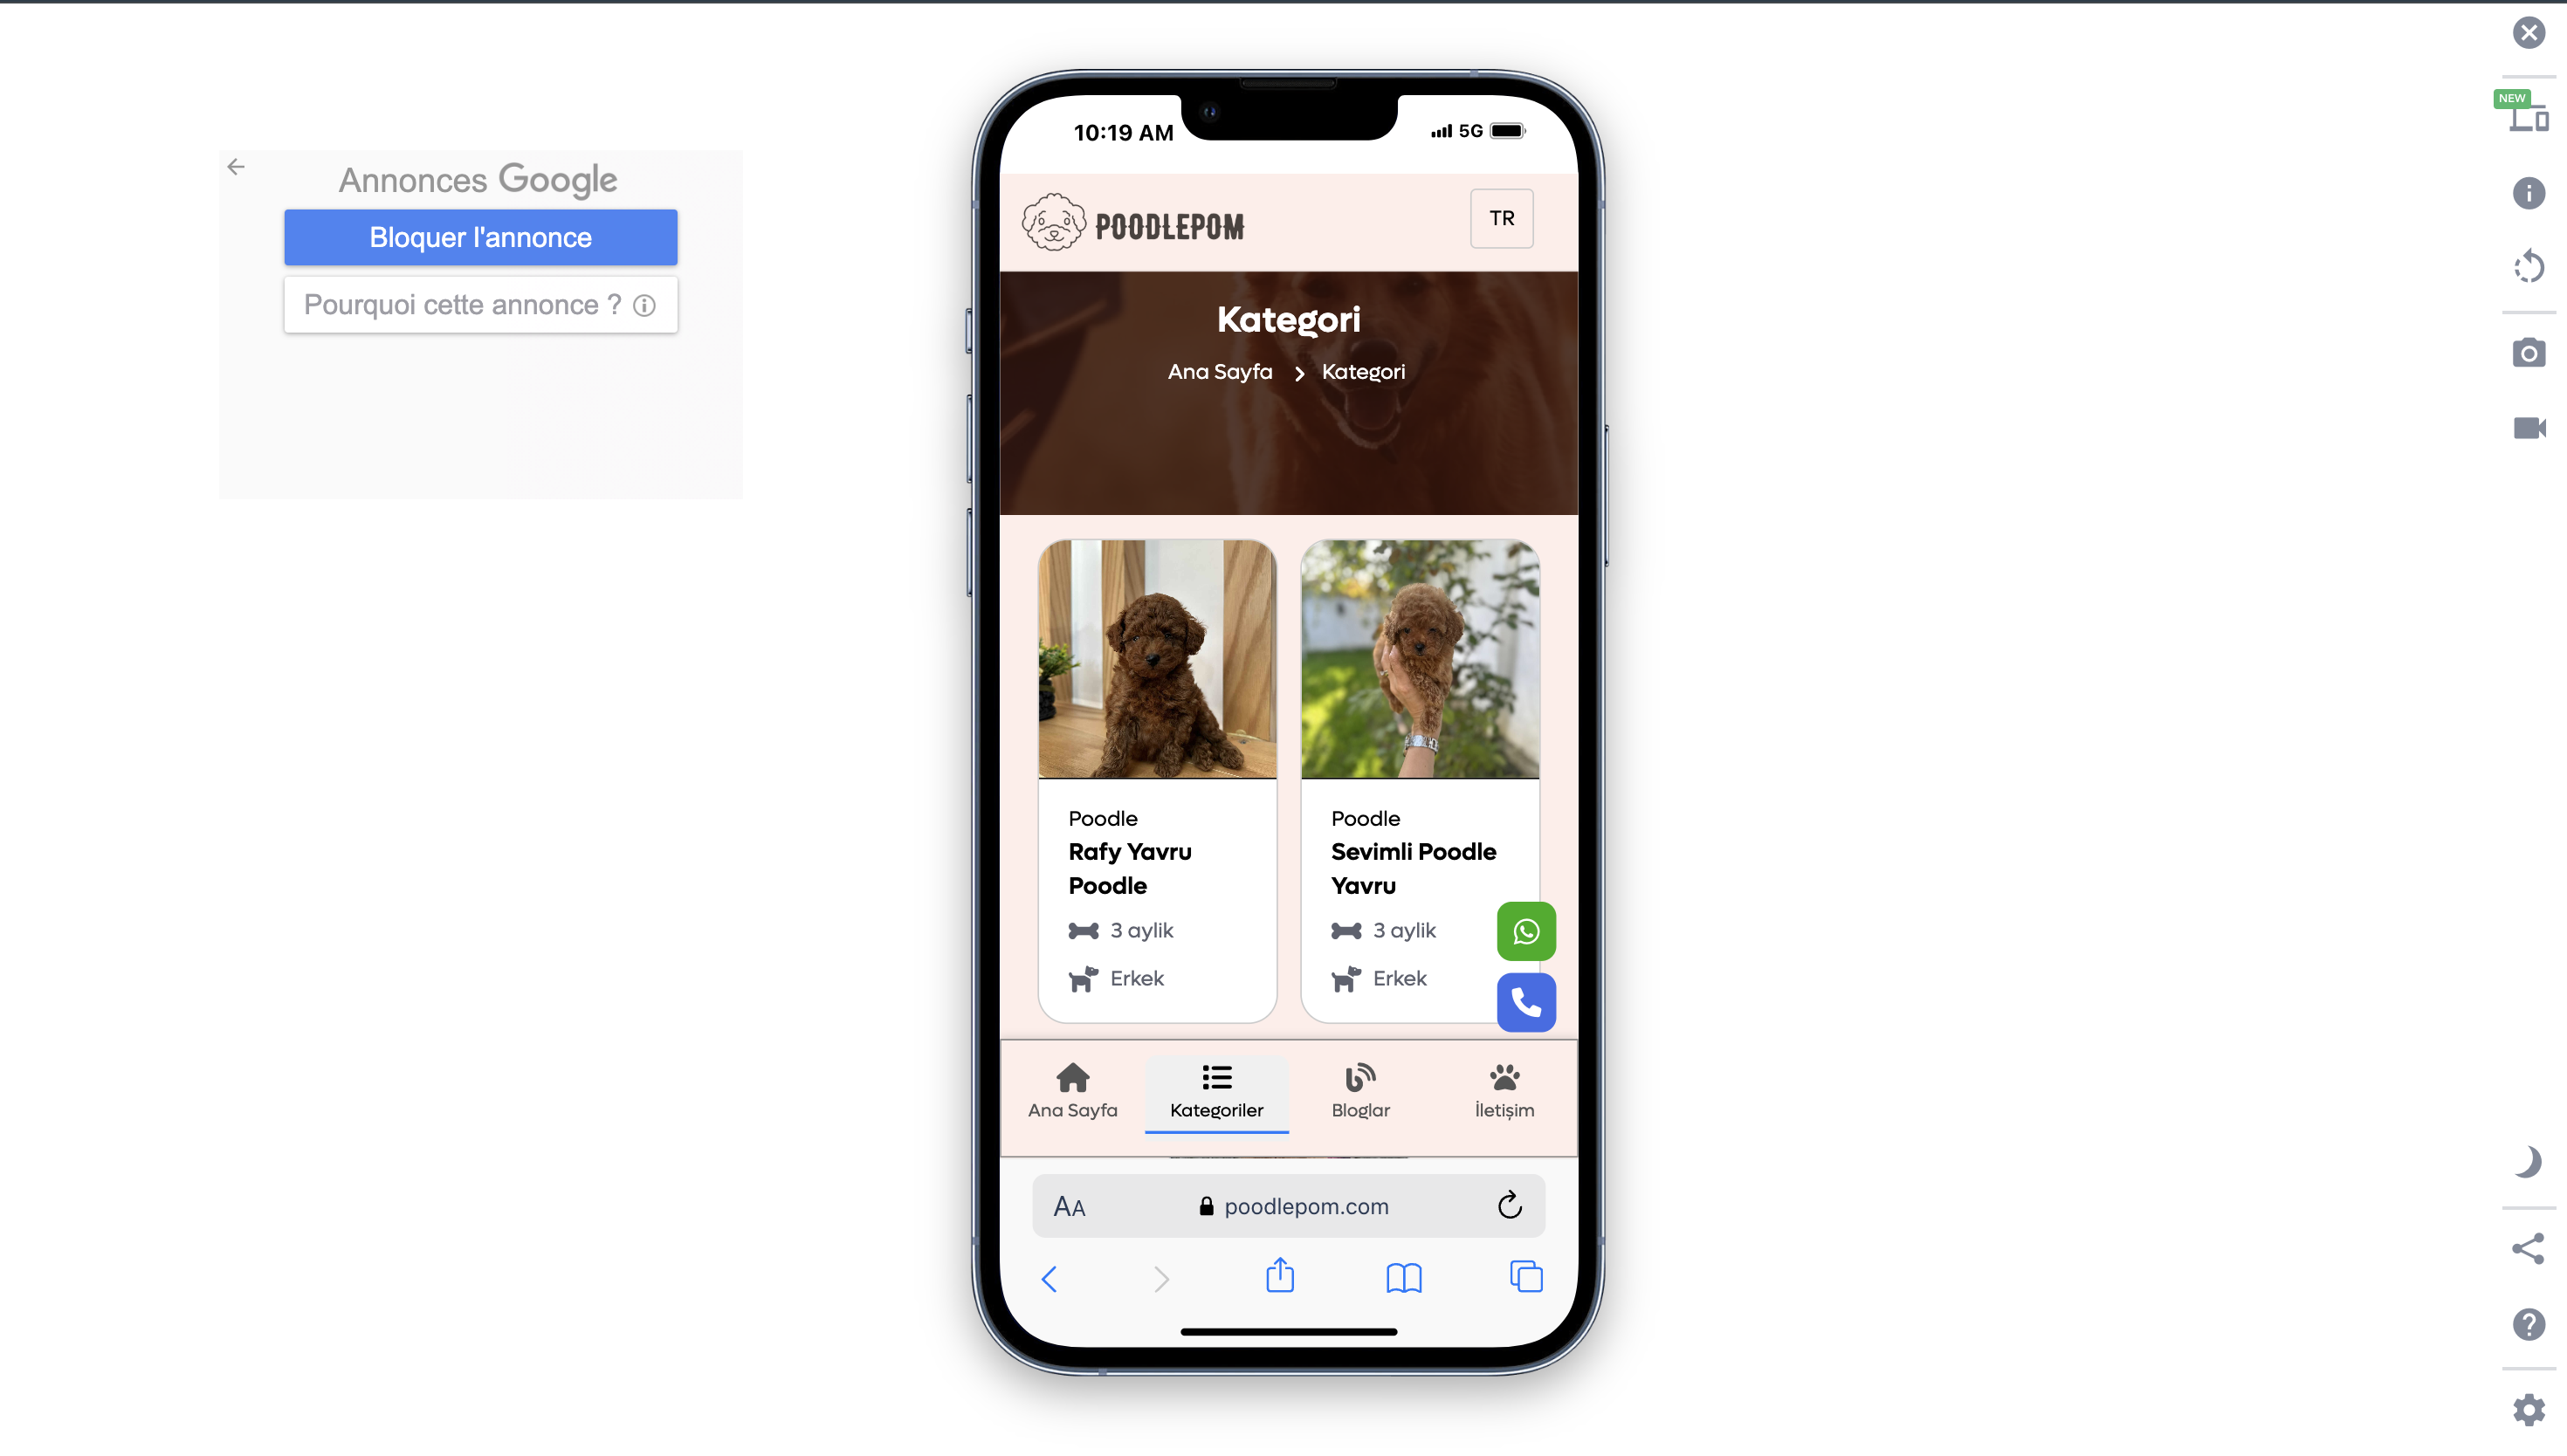 NEW
Annonces Google
Bloquer l'annonce
Pourquoi cette annonce ?
10:19 AM
5G
POODLEPOM
TR
Kategori
Ana Sayfa
Kategori
Poodle
Rafy Yavru
Poodle
3 aylik
Erkek
Poodle
Sevimli Poodle
Yavru
3 aylik
Erkek
Ana Sayfa
Kategoriler
Bloglar
İletişim
AA
poodlepom.com